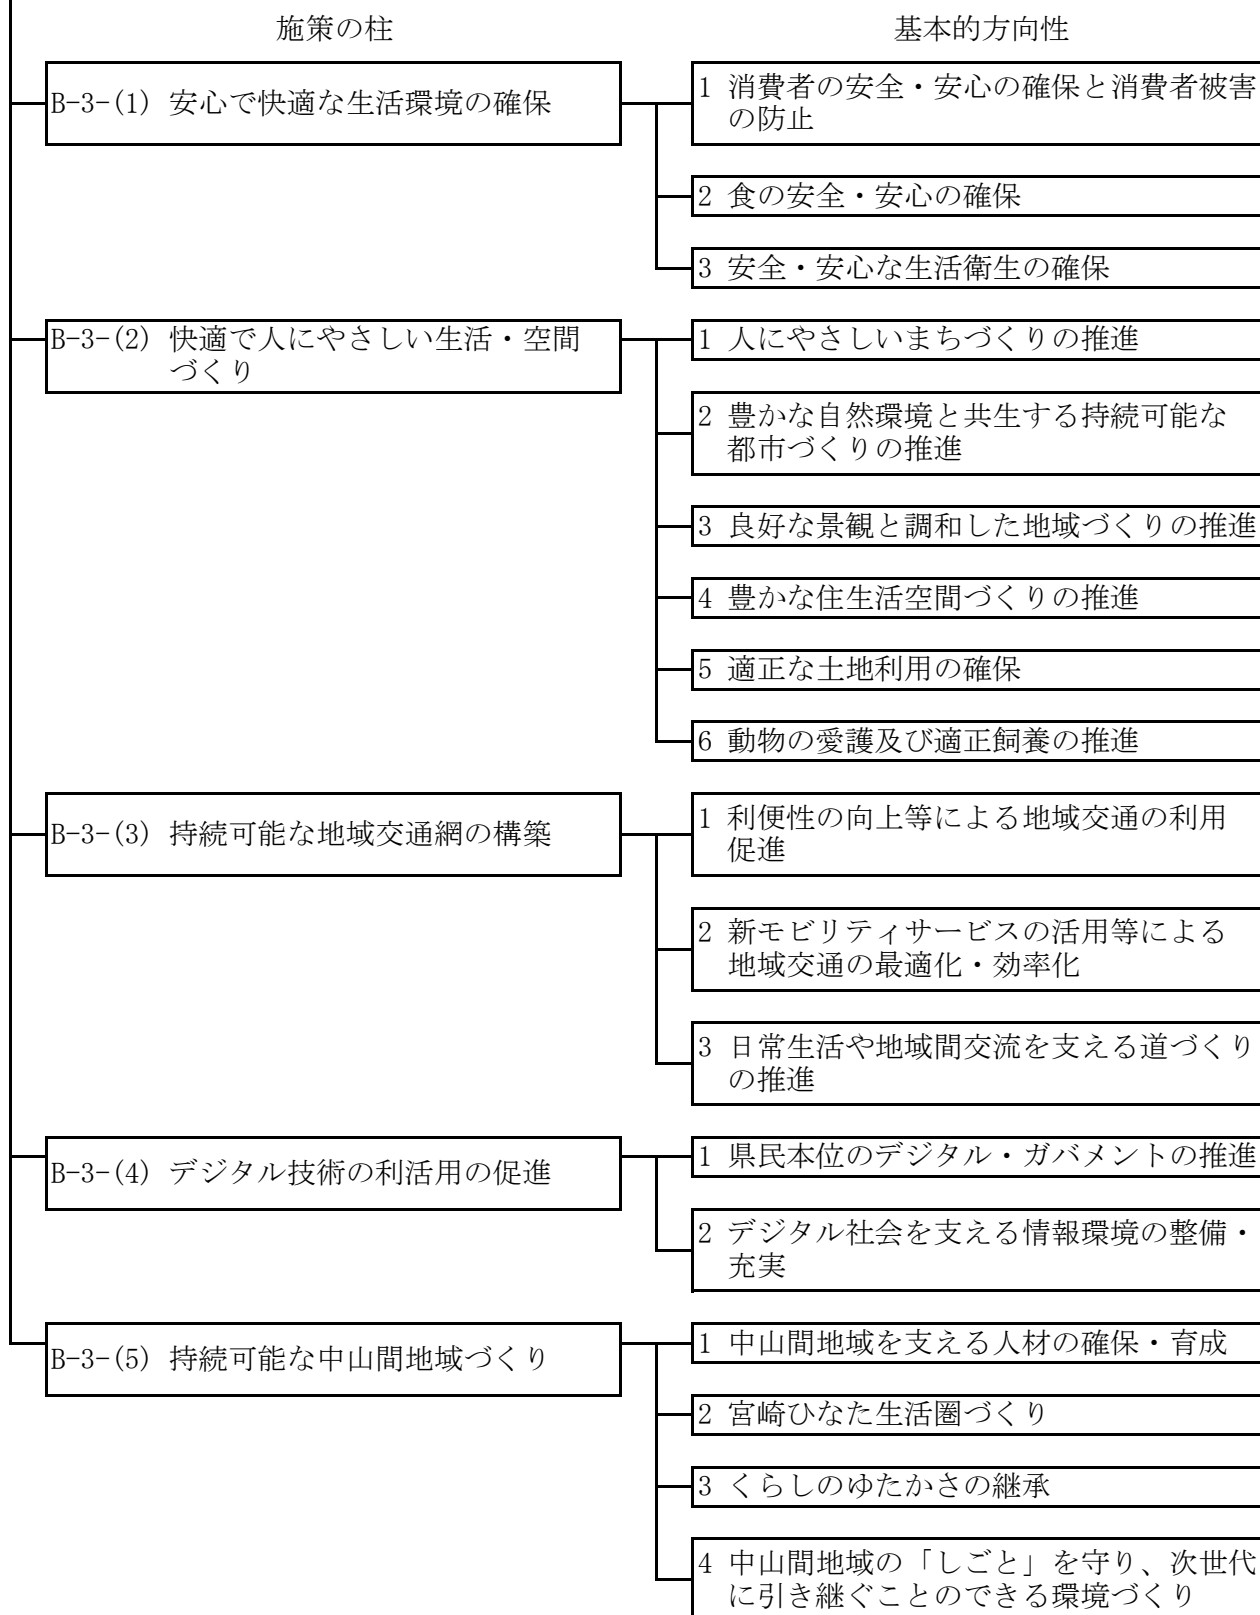 施策の柱
基本的方向性
B-3-(1) 安心で快適な生活環境の確保
1 消費者の安全・安心の確保と消費者被害
の防止
2 食の安全・安心の確保
3 安全・安心な生活衛生の確保
B-3-(2) 快適で人にやさしい生活・空間
づくり
1 人にやさしいまちづくりの推進
2 豊かな自然環境と共生する持続可能な
都市づくりの推進
3 良好な景観と調和した地域づくりの推進
4 豊かな住生活空間づくりの推進
5 適正な土地利用の確保
6 動物の愛護及び適正飼養の推進
B-3-(3) 持続可能な地域交通網の構築
1 利便性の向上等による地域交通の利用
促進
2 新モビリティサービスの活用等による
地域交通の最適化・効率化
3 日常生活や地域間交流を支える道づくり
の推進
B-3-(4) デジタル技術の利活用の促進
1 県民本位のデジタル・ガバメントの推進
2 デジタル社会を支える情報環境の整備・
充実
B-3-(5) 持続可能な中山間地域づくり
1 中山間地域を支える人材の確保・育成
2 宮崎ひなた生活圏づくり
3 くらしのゆたかさの継承
4 中山間地域の「しごと」を守り、次世代
に引き継ぐことのできる環境づくり